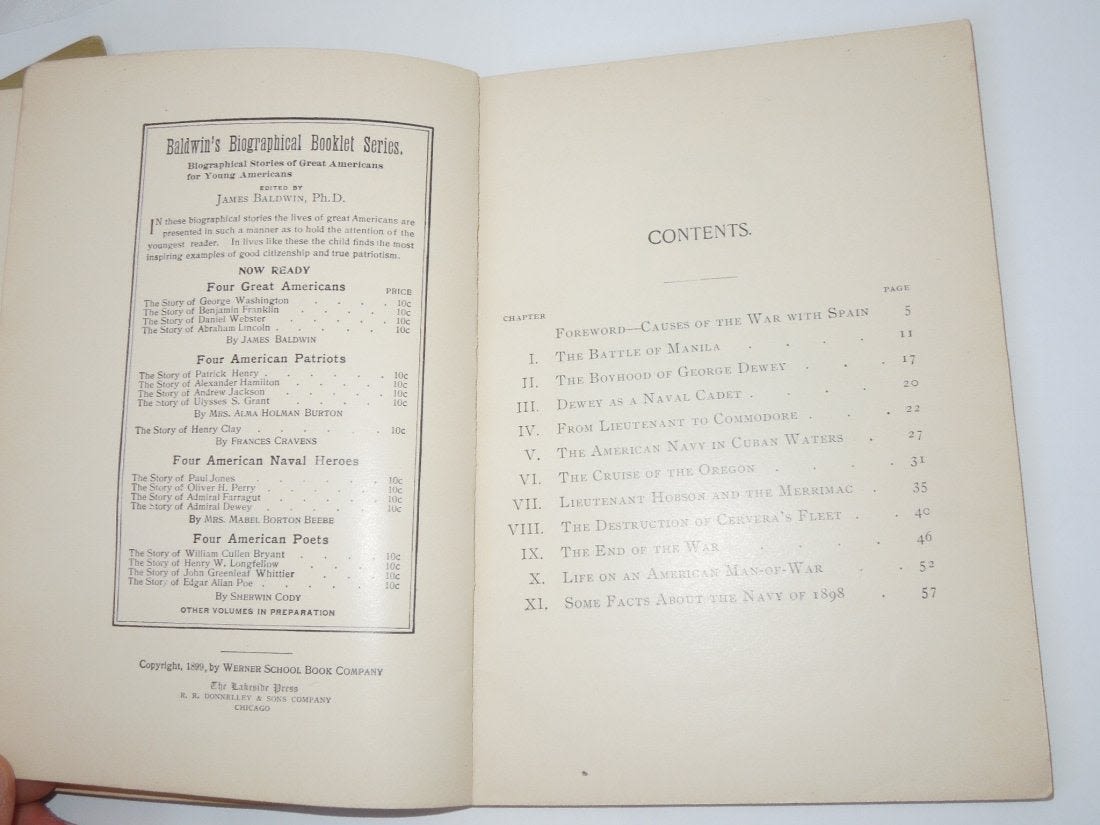 Baldwin's Biographical Booklet Series.
Biographical Stories of Great Americans
for Young Americans
EDITED BY
JAMES BALDWIN, Ph.D.
IN these biographical stories the lives of great Americans are
presented in such a manner as to hold the attention of the
youngest reader. In lives like these the child finds the most
inspiring examples of good citizenship and true patriotism.
NOW READY
Four Great Americans PRICE
The Story of George Washington . . . . 10c
The Story of Benjamin Franklin . . . . 10c
The Story of Daniel Webster . . . . 10c
The Story of Abraham Lincoln . . . . . 10c
By JAMES BALDWIN
Four American Patriots
The Story of Patrick Henry . . . . . . 10c
The Story of Alexander Hamilton . . . . 10c
The Story of Andrew Jackson . . . . . 10c
The Story of Ulysses S. Grant . . . . 10c
By MRS. ALMA HOLMAN BURTON
The Story of Henry Clay . . . . . . 10c
By FRANCES CRAVENS
Four American Naval Heroes
The Story of Paul Jones . . . . . . 10c
The Story of Oliver H. Perry . . . . . 10c
The Story of Admiral Farragut . . . . . 10c
The Story of Admiral Dewey . . . . . 10c
By MRS. MABEL BORTON BEEBE
Four American Poets
The Story of William Cullen Bryant . . . . 10c
The Story of Henry W. Longfellow . . . . 10c
The Story of John Greenleaf Whittier . . . . 10c
The Story of Edgar Allan Poe . . . . . 10c
By SHERWIN CODY
OTHER VOLUMES IN PREPARATION
Copyright, 1899, by WERNER SCHOOL BOOK COMPANY
The Lakeside Press
R. R. DONNELLEY & SONS COMPANY
CHICAGO
CONTENTS.
CHAPTER PAGE
FOREWORD—CAUSES OF THE WAR WITH SPAIN 5
I. THE BATTLE OF MANILA . . . . 11
II. THE BOYHOOD OF GEORGE DEWEY . . 17
III. DEWEY AS A NAVAL CADET . . . . 20
IV. FROM LIEUTENANT TO COMMODORE . . . 22
V. THE AMERICAN NAVY IN CUBAN WATERS . 27
VI. THE CRUISE OF THE OREGON . . . . 31
VII. LIEUTENANT HOBSON AND THE MERRIMAC . 35
VIII. THE DESTRUCTION OF CERVERA'S FLEET . . 40
IX. THE END OF THE WAR . . . . 46
X. LIFE ON AN AMERICAN MAN-OF-WAR . . 52
XI. SOME FACTS ABOUT THE NAVY OF 1898 . 57